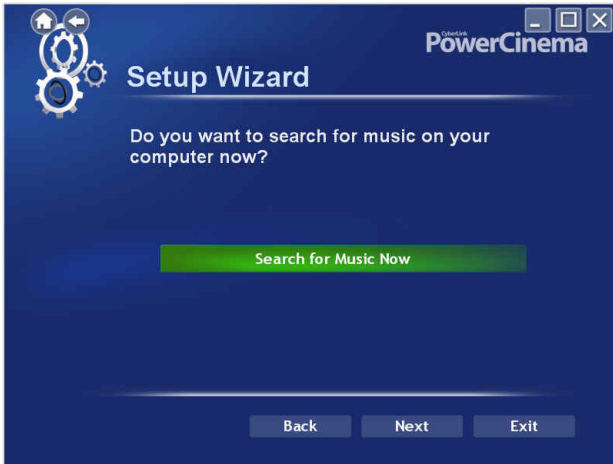 CyberLink
PowerCinema
Setup Wizard
Do you want to search for music on your
computer now?
Search for Music Now
Back Next Exit